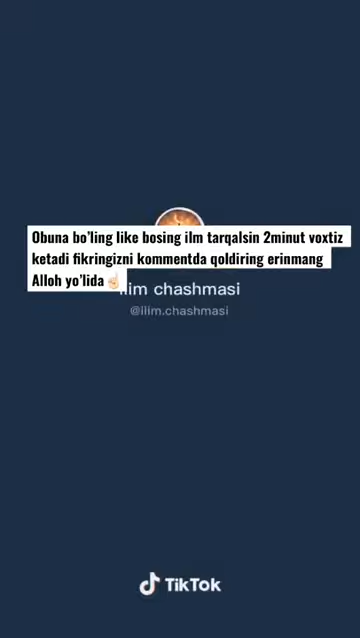 Obuna bo’ling like bosing ilm tarqalsin 2minut voxtiz
ketadi fikringizni kommentda qoldiring erinmang
Alloh yo’lida☝🏻
ilim chashmasi
@ilim.chashmasi
TikTok